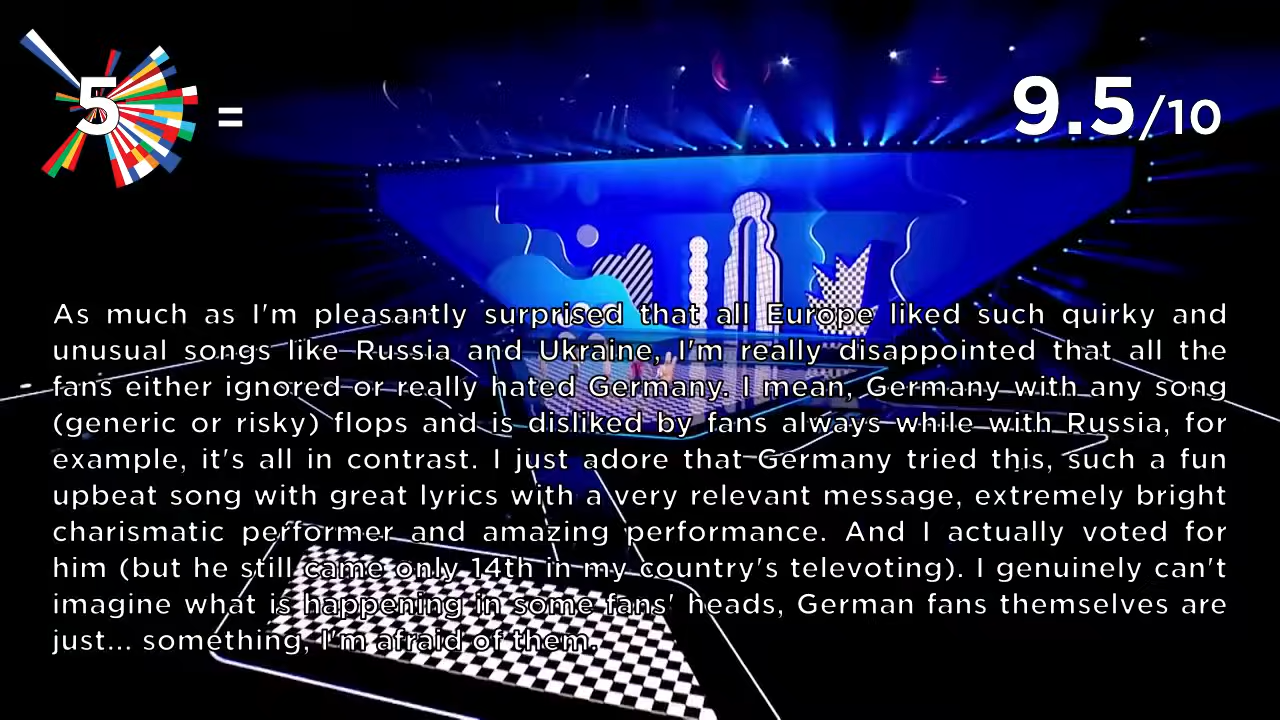 5 = 9.5/10
As much as I'm pleasantly surprised that all Europe liked such quirky and
unusual songs like Russia and Ukraine, I'm really disappointed that all the
fans either ignored or really hated Germany. I mean, Germany with any song
(generic or risky) flops and is disliked by fans always while with Russia, for
example, it's all in contrast. I just adore that Germany tried this, such a fun
upbeat song with great lyrics with a very relevant message, extremely bright
charismatic performer and amazing performance. And I actually voted for
him (but he still came only 14th in my country's televoting). I genuinely can't
imagine what is happening in some fans' heads, German fans themselves are
just... something, I'm afraid of them.